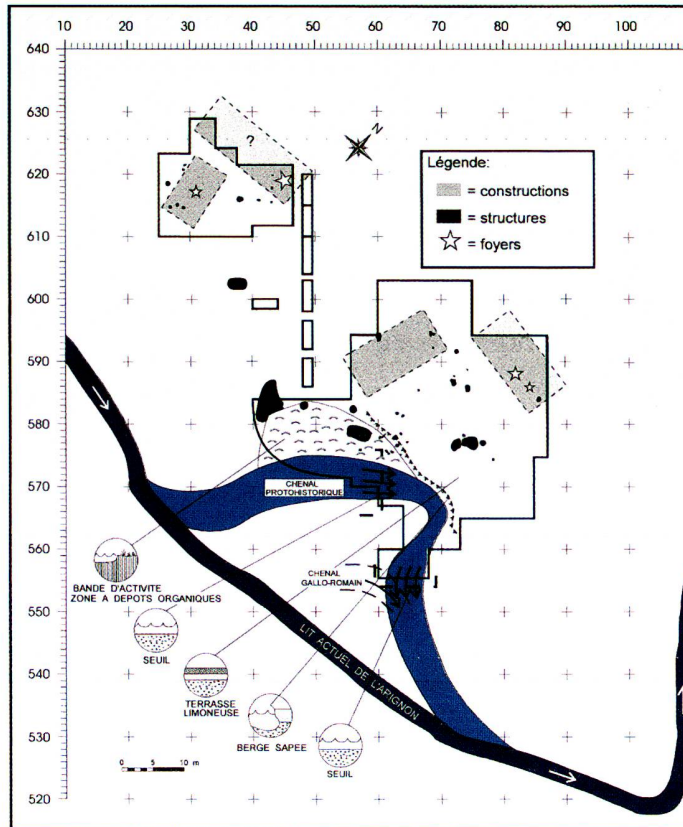 10 20 30 40 50 60 70 80 90 100
640
630
620
610
600
590
580
570
560
550
540
530
520
?
N
Légende:
= constructions
= structures
= foyers
CHENAL
PROTOHISTORIQUE
CHENAL
GALLO-ROMAIN
BANDE D'ACTIVITE
ZONE A DEPOTS ORGANIQUES
SEUIL
TERRASSE
LIMONEUSE
BERGE SAPEE
SEUIL
LIT ACTUEL DE L'ARIGNON
0 5 10 m